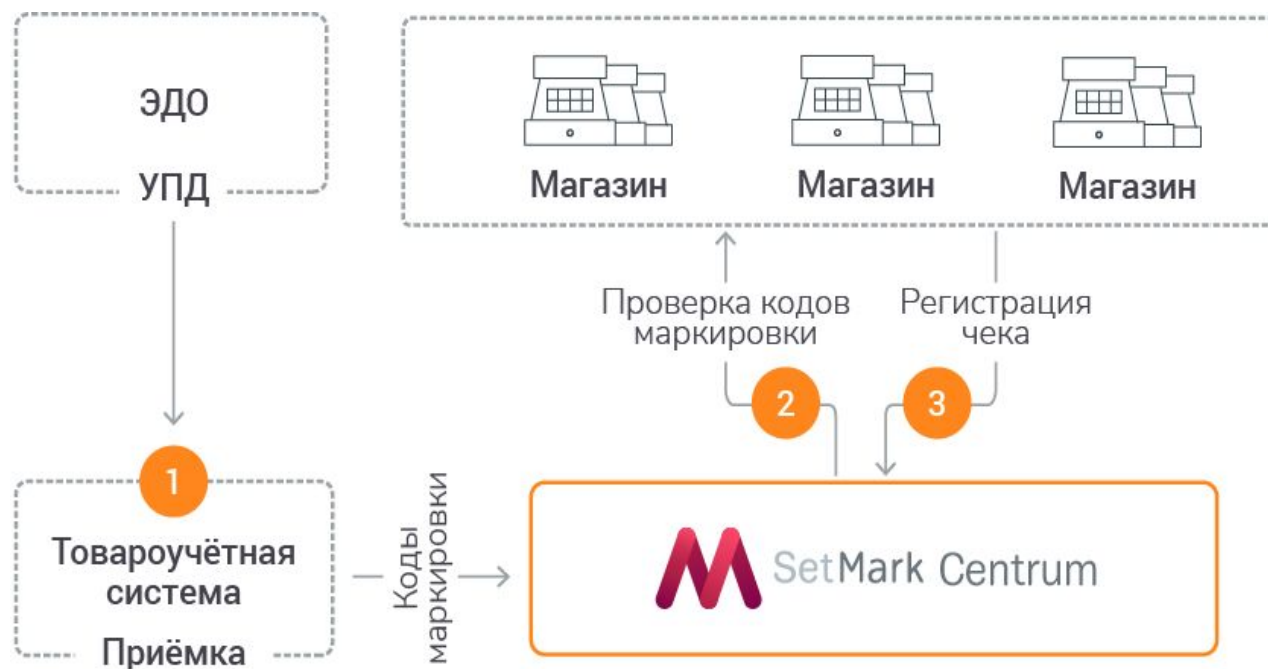 ЭДО
УПД
Магазин
Магазин
Магазин
Проверка кодов
маркировки
Регистрация
чека
2
3
1
Товароучётная
система
Приёмка
Коды
маркировки
SetMark Centrum